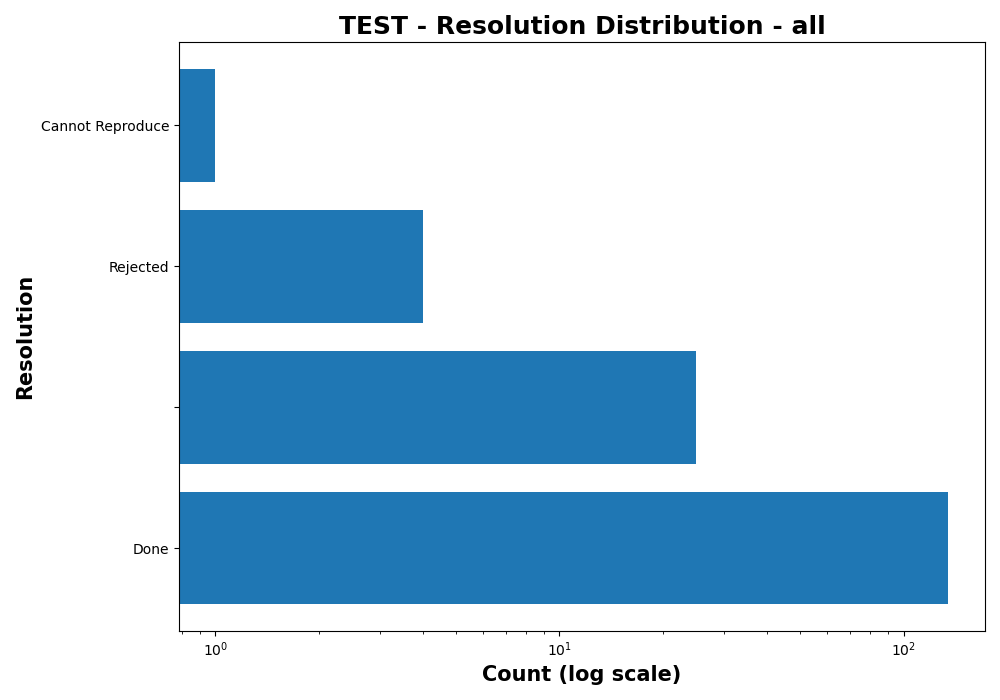 TEST - Resolution Distribution - all
Cannot Reproduce
Rejected
Done
Resolution
10⁰ 10¹ 10²
Count (log scale)